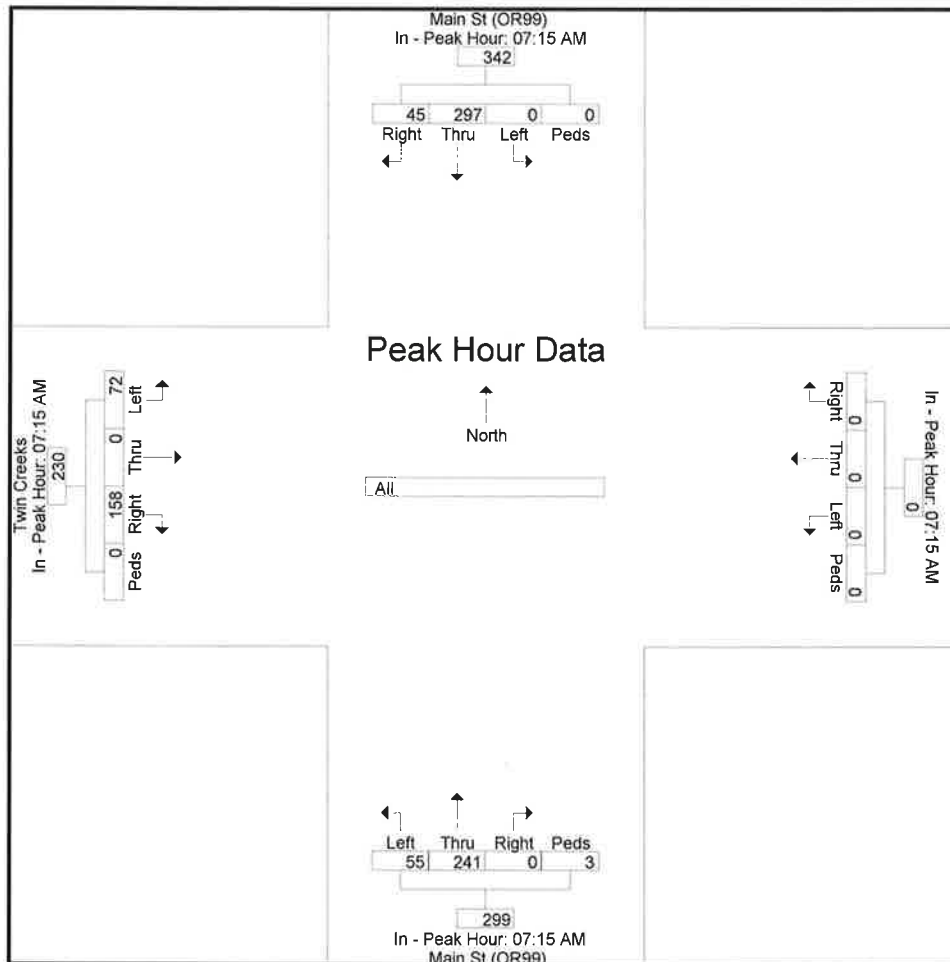 Main St (OR99)
In - Peak Hour: 07:15 AM
342
45 297 0 0
Right Thru Left Peds
Peak Hour Data
North
All
Twin Creeks
In - Peak Hour: 07:15 AM
230
72 0 158 0
Left Thru Right Peds
Right Thru Left Peds
0 0 0 0
0
In - Peak Hour: 07:15 AM
Left Thru Right Peds
55 241 0 3
299
In - Peak Hour: 07:15 AM
Main St (OR99)